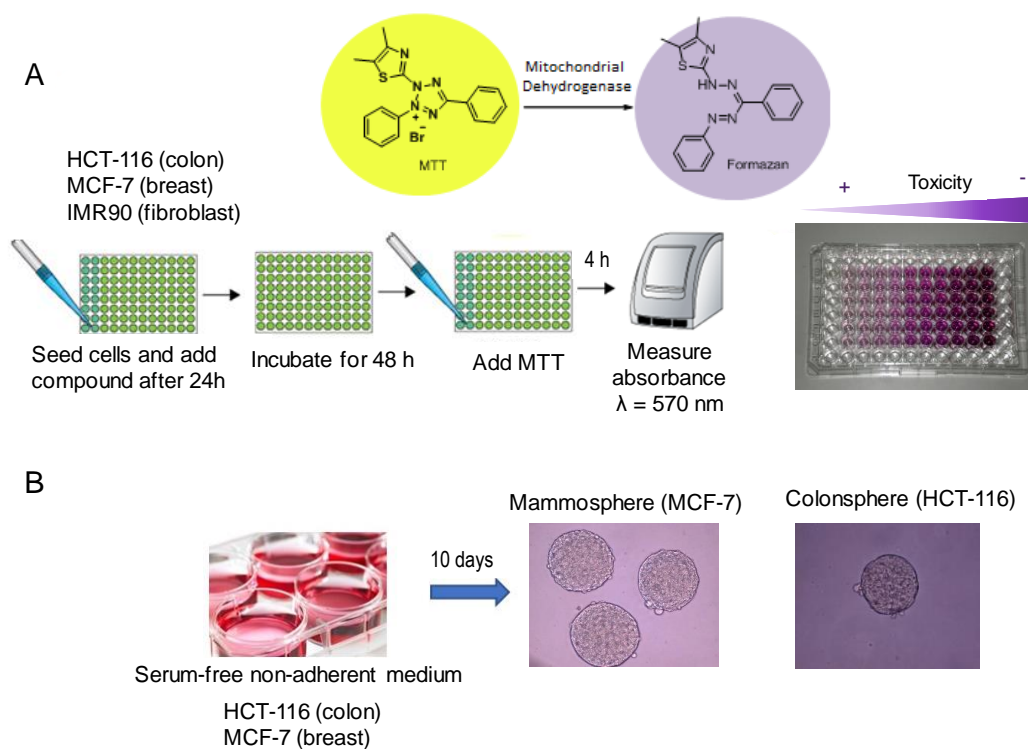 A
Mitochondrial
Dehydrogenase
S
N
N
N
N
N
+
−
Br
MTT
S
N
HN
N
N
N
Formazan
HCT-116 (colon)
MCF-7 (breast)
IMR90 (fibroblast)
+
Toxicity
-
4 h
Seed cells and add
compound after 24h
Incubate for 48 h
Add MTT
Measure
absorbance
λ = 570 nm
B
Mammosphere (MCF-7)
Colonsphere (HCT-116)
10 days
Serum-free non-adherent medium
HCT-116 (colon)
MCF-7 (breast)